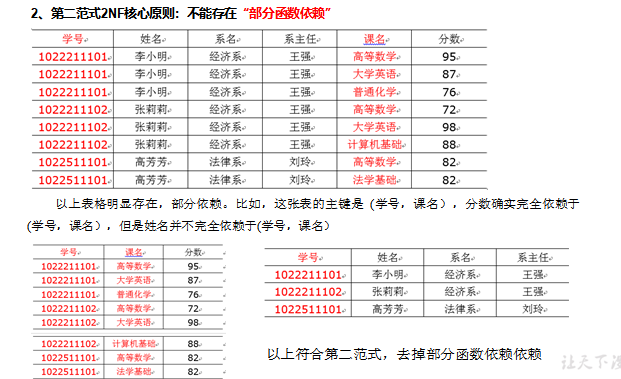 2、第二范式2NF核心原则：不能存在“部分函数依赖”
学号 姓名 系名 系主任 课名 分数
1022211101 李小明 经济系 王强 高等数学 95
1022211101 李小明 经济系 王强 大学英语 87
1022211101 李小明 经济系 王强 普通化学 76
1022211102 张莉莉 经济系 王强 高等数学 72
1022211102 张莉莉 经济系 王强 大学英语 98
1022211102 张莉莉 经济系 王强 计算机基础 88
1022511101 高芳芳 法律系 刘玲 高等数学 82
1022511101 高芳芳 法律系 刘玲 法学基础 82
以上表格明显存在，部分依赖。比如，这张表的主键是 (学号，课名)，分数确实完全依赖于
(学号，课名)，但是姓名并不完全依赖于(学号，课名)
学号 课名 分数
1022211101 高等数学 95
1022211101 大学英语 87
1022211101 普通化学 76
1022211102 高等数学 72
1022211102 大学英语 98
1022211102 计算机基础 88
1022511101 高等数学 82
1022511101 法学基础 82
学号 姓名 系名 系主任
1022211101 李小明 经济系 王强
1022211102 张莉莉 经济系 王强
1022511101 高芳芳 法律系 刘玲
以上符合第二范式，去掉部分函数依赖依赖
让天下